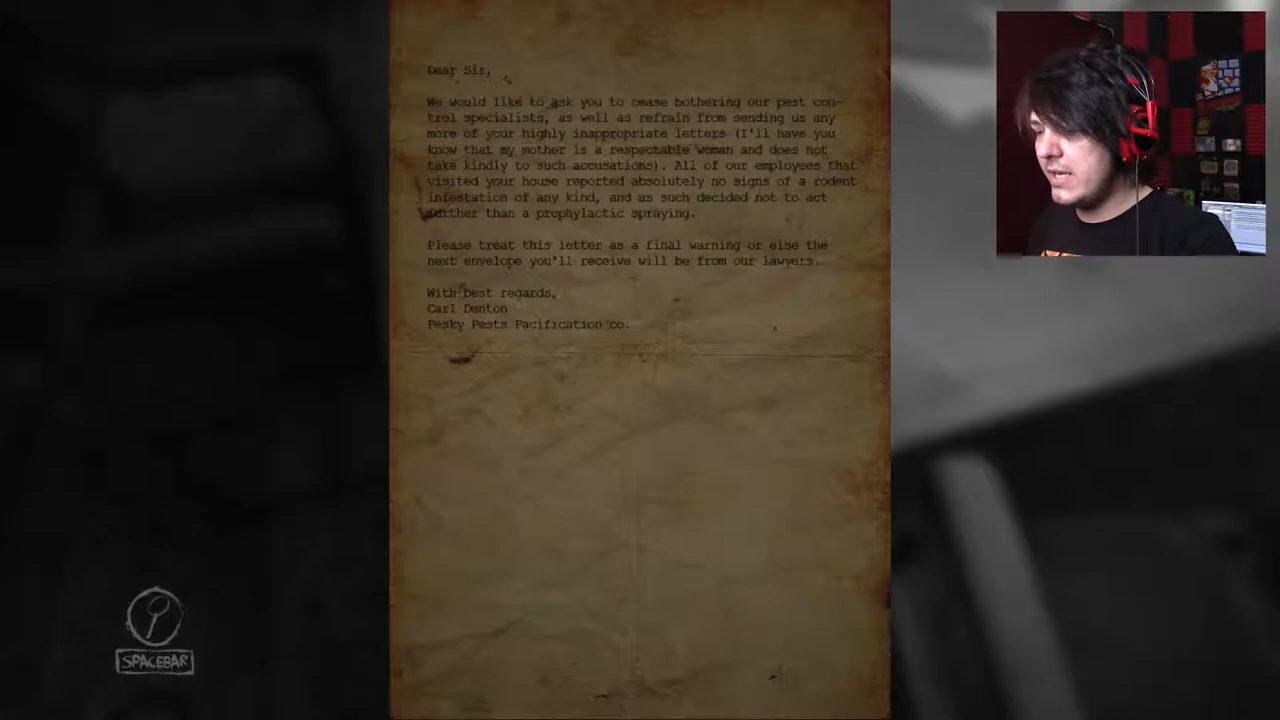 Dear Sir,
We would like to ask you to cease bothering our pest con-
trol specialists, as well as refrain from sending us any
more of your highly inappropriate letters (I'll have you
know that my mother is a respectable woman and does not
take kindly to such accusations). All of our employees that
visited your house reported absolutely no signs of a rodent
infestation of any kind, and as such decided not to act
further than a prophylactic spraying.
Please treat this letter as a final warning or else the
next envelope you'll receive will be from our lawyers.
With best regards,
Carl Denton
Pesky Pests Pacification co.
SPACEBAR